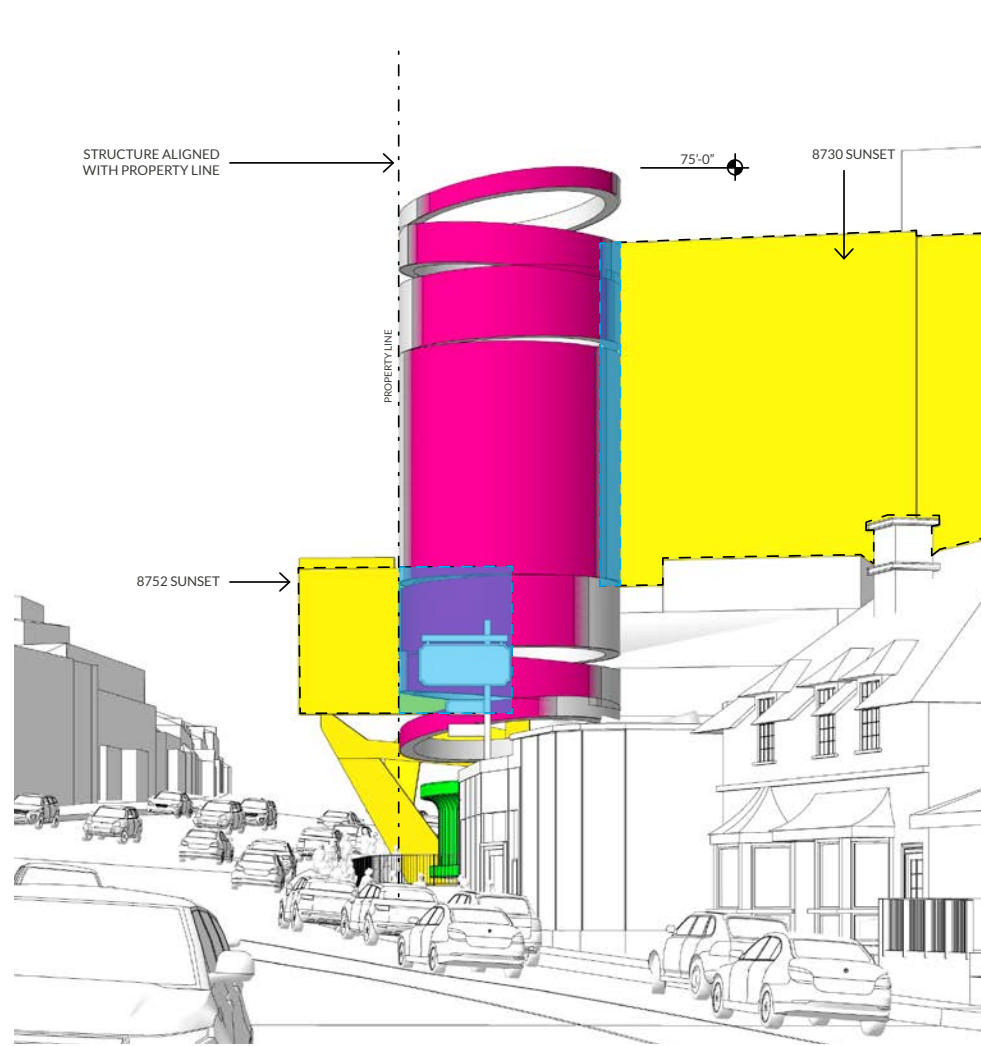 STRUCTURE ALIGNED
WITH PROPERTY LINE
75'-0"
8730 SUNSET
PROPERTY LINE
8752 SUNSET